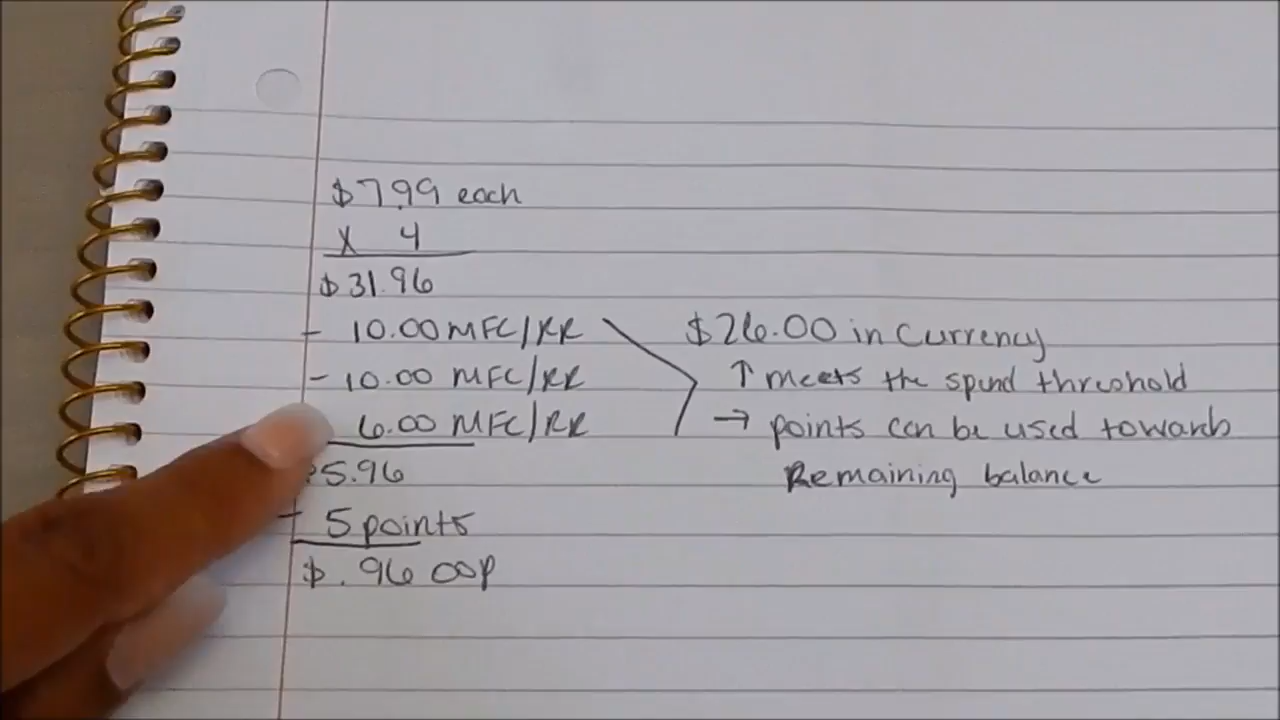 $7.99 each
X 4
$31.96
- 10.00 MFC/RR
- 10.00 MFC/RR
6.00 MFC/RR
$5.96
- 5 points
$.96 OOP
$26.00 in Currency
↑ meets the spend threshold
→ points can be used towards
Remaining balance